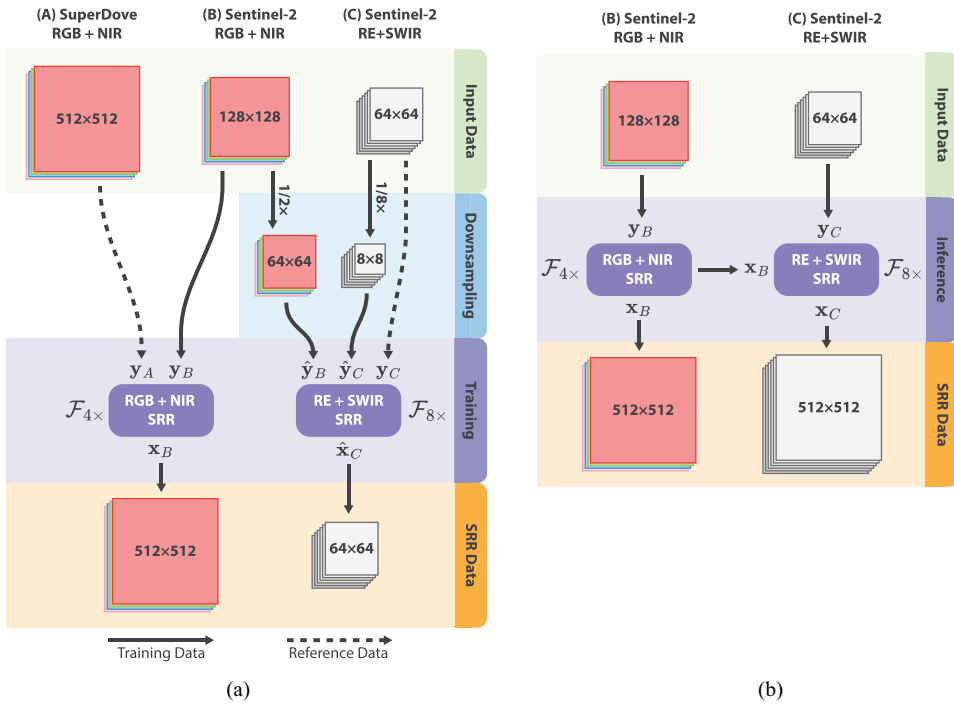 (A) SuperDove
RGB + NIR
(B) Sentinel-2
RGB + NIR
(C) Sentinel-2
RE+SWIR
512×512
128×128
64×64
Input Data
1/2×
1/8×
64×64
8×8
Downsampling
y_A y_B
ŷ_B ŷ_C y_C
F_4×
RGB + NIR
SRR
RE + SWIR
SRR
F_8×
x_B
x̂_C
Training
512×512
64×64
SRR Data
Training Data
Reference Data
(a)
(B) Sentinel-2
RGB + NIR
(C) Sentinel-2
RE+SWIR
128×128
64×64
Input Data
y_B
y_C
F_4×
RGB + NIR
SRR
x_B
RE + SWIR
SRR
F_8×
x_B
x_C
Inference
512×512
512×512
SRR Data
(b)